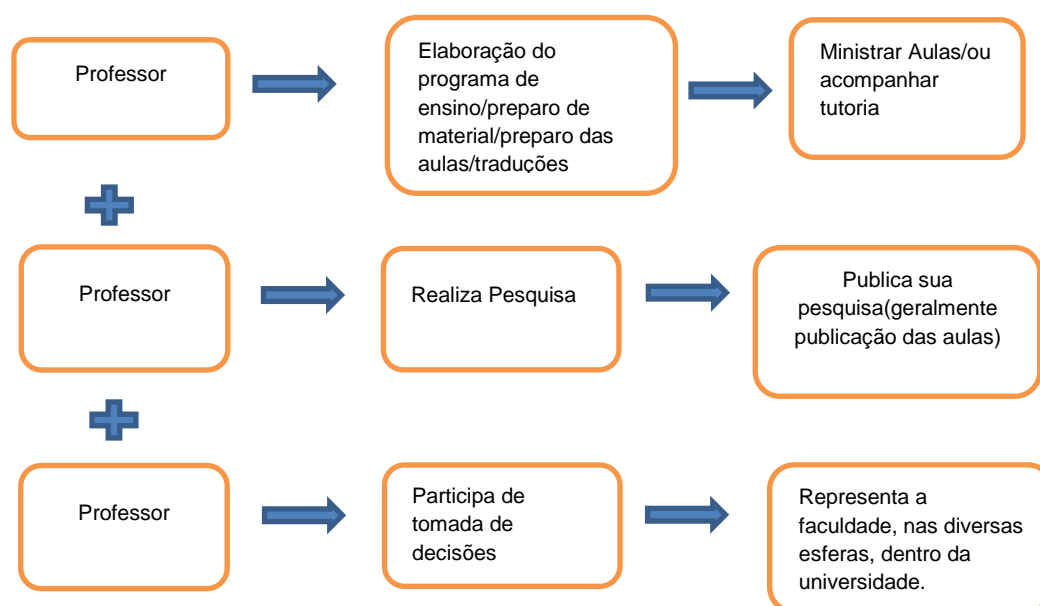 Professor
Elaboração do
programa de
ensino/preparo de
material/preparo das
aulas/traduções
Ministrar Aulas/ou
acompanhar
tutoria
Professor
Realiza Pesquisa
Publica sua
pesquisa(geralmente
publicação das aulas)
Professor
Participa de
tomada de
decisões
Representa a
faculdade, nas diversas
esferas, dentro da
universidade.